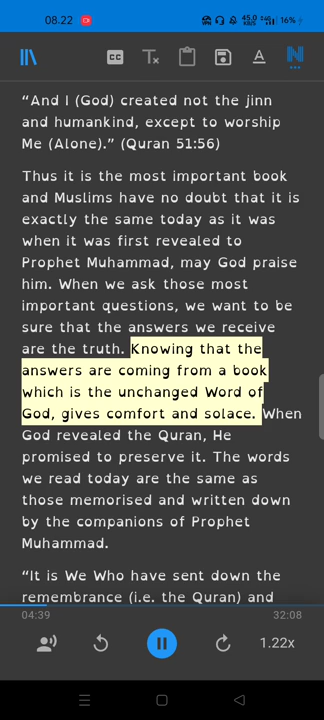 08.22
45.0
KB/S
16%
CC
A
N
“And I (God) created not the jinn
and humankind, except to worship
Me (Alone).” (Quran 51:56)
Thus it is the most important book
and Muslims have no doubt that it is
exactly the same today as it was
when it was first revealed to
Prophet Muhammad, may God praise
him. When we ask those most
important questions, we want to be
sure that the answers we receive
are the truth. Knowing that the
answers are coming from a book
which is the unchanged Word of
God, gives comfort and solace. When
God revealed the Quran, He
promised to preserve it. The words
we read today are the same as
those memorised and written down
by the companions of Prophet
Muhammad.
“It is We Who have sent down the
remembrance (i.e. the Quran) and
04:39 32:08
1.22x